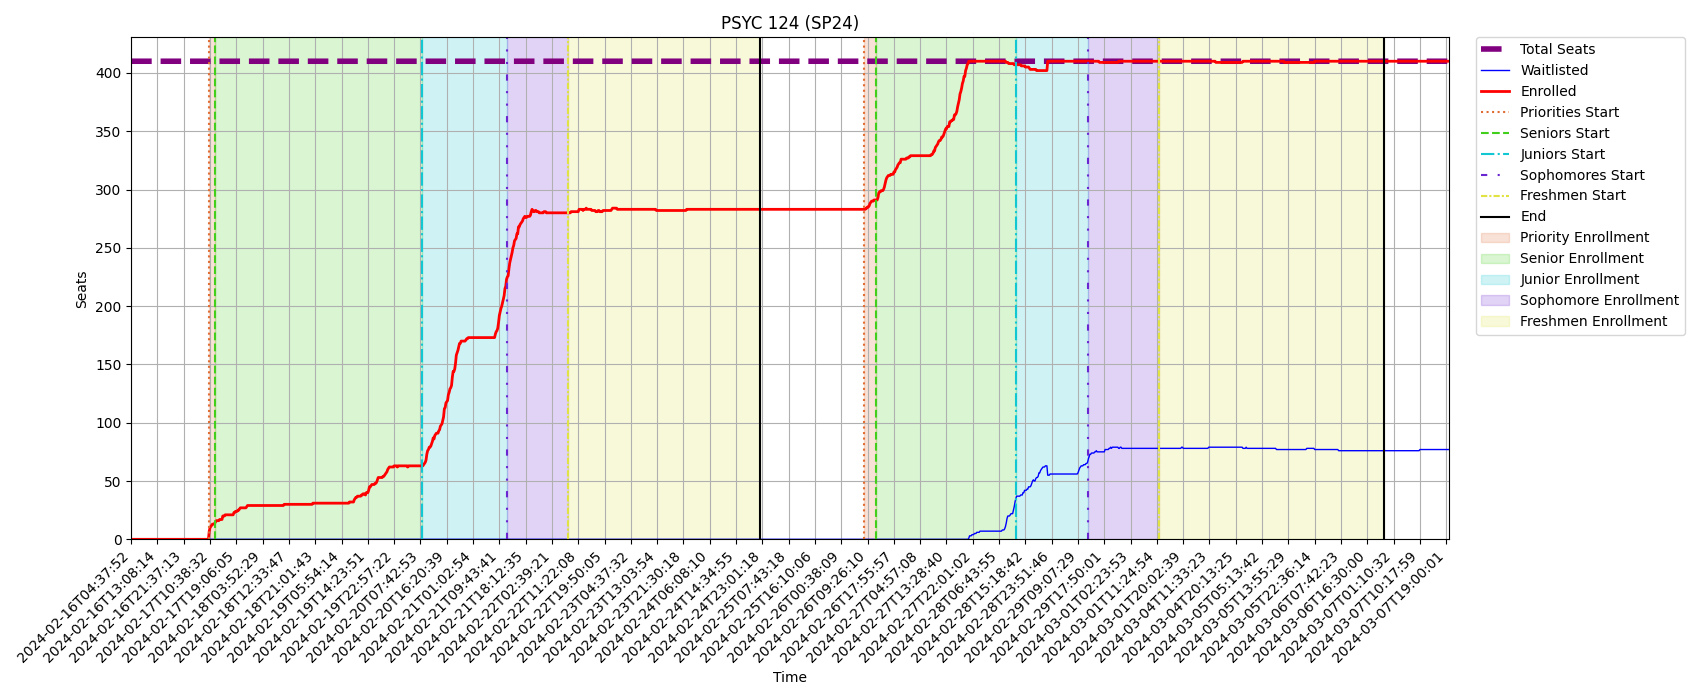 PSYC 124 (SP24)
Seats
400
350
300
250
200
150
100
50
0
2024-02-16T04:37:52
2024-02-16T13:08:14
2024-02-16T21:37:13
2024-02-17T10:38:32
2024-02-17T19:06:05
2024-02-18T03:52:29
2024-02-18T12:33:47
2024-02-18T21:01:43
2024-02-19T05:54:14
2024-02-19T14:23:51
2024-02-19T22:57:22
2024-02-20T07:42:53
2024-02-20T16:20:39
2024-02-21T01:02:54
2024-02-21T09:43:41
2024-02-21T18:12:35
2024-02-22T02:39:21
2024-02-22T11:22:08
2024-02-22T19:50:05
2024-02-23T04:37:32
2024-02-23T13:03:54
2024-02-23T21:30:18
2024-02-24T06:08:10
2024-02-24T14:34:55
2024-02-24T23:01:18
2024-02-25T07:43:18
2024-02-25T16:10:06
2024-02-26T00:38:09
2024-02-26T09:26:10
2024-02-26T17:55:57
2024-02-27T04:57:08
2024-02-27T13:28:40
2024-02-27T22:01:02
2024-02-28T06:43:55
2024-02-28T15:18:42
2024-02-28T23:51:46
2024-02-29T09:07:29
2024-02-29T17:50:01
2024-03-01T02:23:53
2024-03-01T11:24:54
2024-03-01T20:02:39
2024-03-04T11:33:23
2024-03-04T20:13:25
2024-03-05T05:13:42
2024-03-05T13:55:29
2024-03-05T22:36:14
2024-03-06T07:42:23
2024-03-06T16:30:00
2024-03-07T01:10:32
2024-03-07T10:17:59
2024-03-07T19:00:01
Time
Total Seats
Waitlisted
Enrolled
Priorities Start
Seniors Start
Juniors Start
Sophomores Start
Freshmen Start
End
Priority Enrollment
Senior Enrollment
Junior Enrollment
Sophomore Enrollment
Freshmen Enrollment